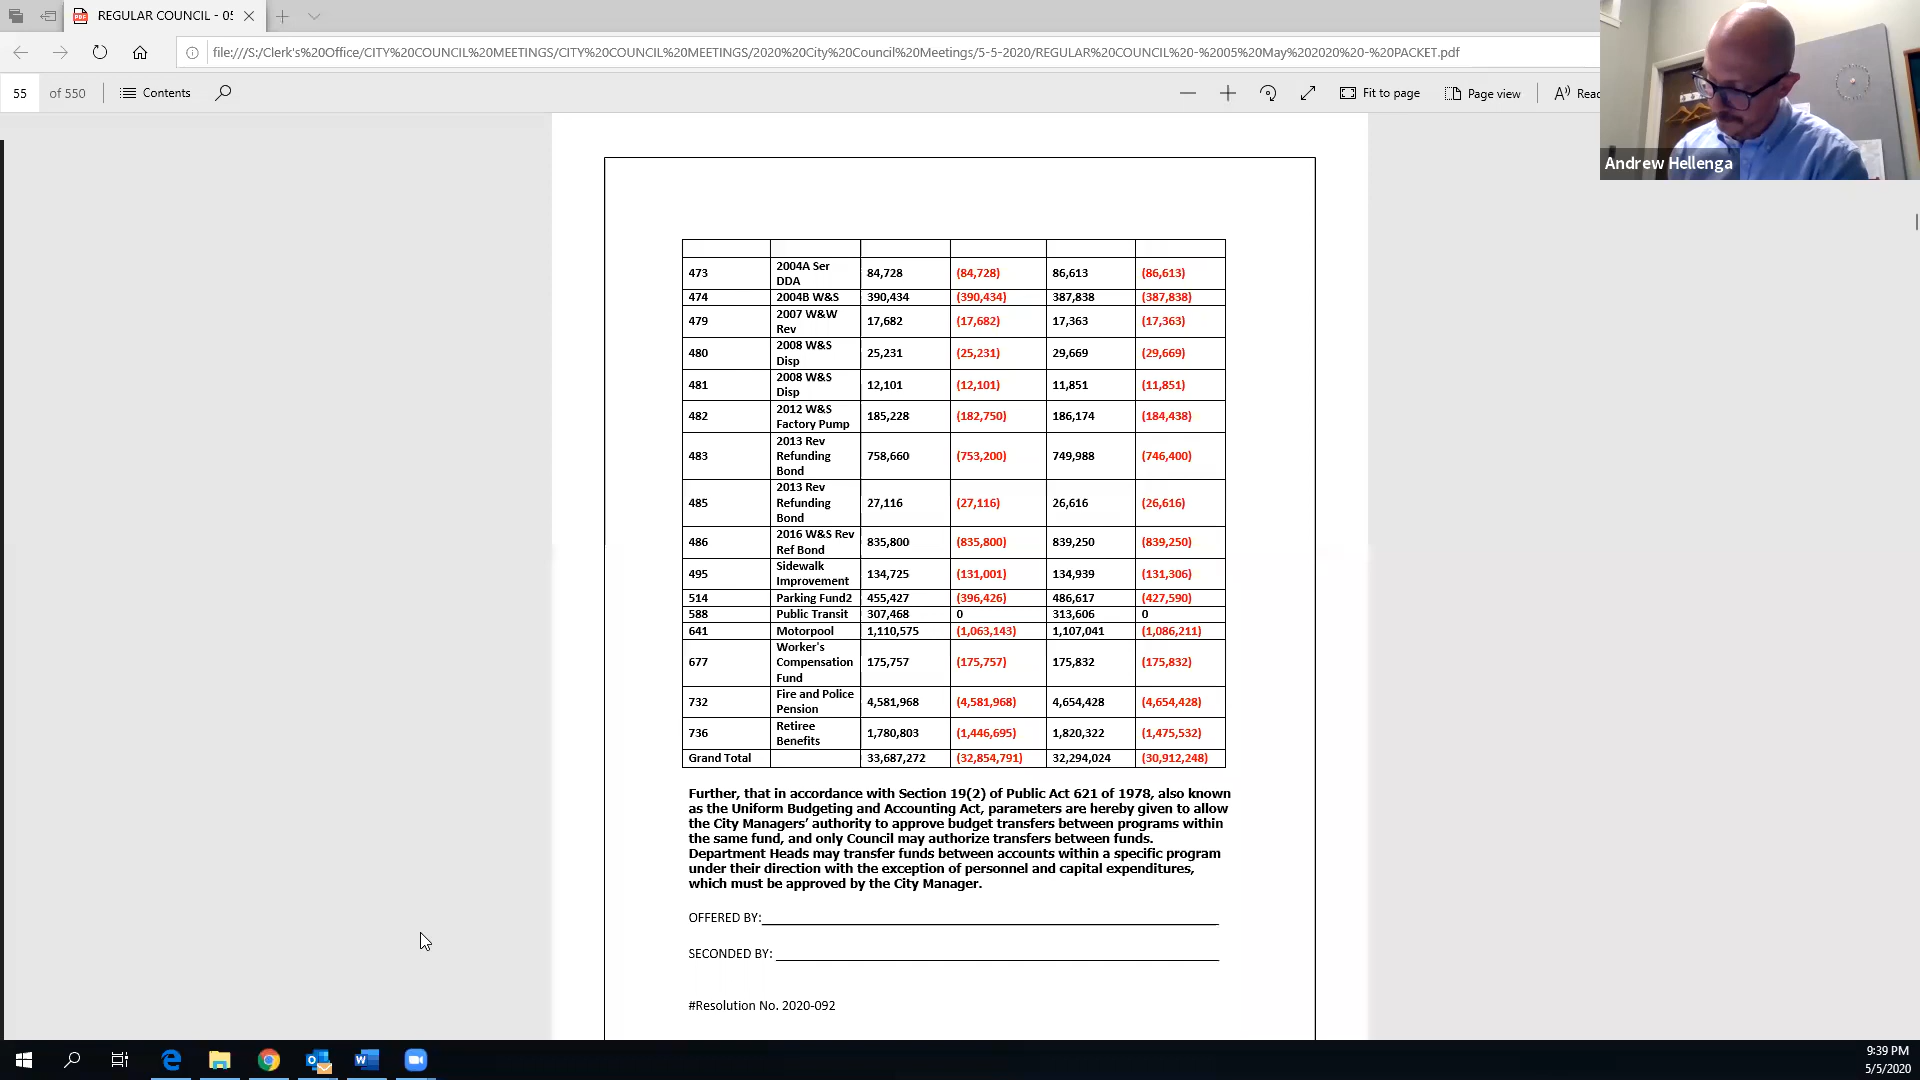 REGULAR COUNCIL - 05
file:///S:/Clerk's%20Office/CITY%20COUNCIL%20MEETINGS/CITY%20COUNCIL%20MEETINGS/2020%20City%20Council%20Meetings/5-5-2020/REGULAR%20COUNCIL%20-%2005%20May%202020%20-%20PACKET.pdf
55 of 550 Contents Fit to page Page view Read
Andrew Hellenga
473 2004A Ser DDA 84,728 (84,728) 86,613 (86,613)
474 2004B W&S 390,434 (390,434) 387,838 (387,838)
479 2007 W&W Rev 17,682 (17,682) 17,363 (17,363)
480 2008 W&S Disp 25,231 (25,231) 29,669 (29,669)
481 2008 W&S Disp 12,101 (12,101) 11,851 (11,851)
482 2012 W&S Factory Pump 185,228 (182,750) 186,174 (184,438)
483 2013 Rev Refunding Bond 758,660 (753,200) 749,988 (746,400)
485 2013 Rev Refunding Bond 27,116 (27,116) 26,616 (26,616)
486 2016 W&S Rev Ref Bond 835,800 (835,800) 839,250 (839,250)
495 Sidewalk Improvement 134,725 (131,001) 134,939 (131,306)
514 Parking Fund2 455,427 (396,426) 486,617 (427,590)
588 Public Transit 307,468 0 313,606 0
641 Motorpool 1,110,575 (1,063,143) 1,107,041 (1,086,211)
677 Worker's Compensation Fund 175,757 (175,757) 175,832 (175,832)
732 Fire and Police Pension 4,581,968 (4,581,968) 4,654,428 (4,654,428)
736 Retiree Benefits 1,780,803 (1,446,695) 1,820,322 (1,475,532)
Grand Total 33,687,272 (32,854,791) 32,294,024 (30,912,248)
Further, that in accordance with Section 19(2) of Public Act 621 of 1978, also known
as the Uniform Budgeting and Accounting Act, parameters are hereby given to allow
the City Managers' authority to approve budget transfers between programs within
the same fund, and only Council may authorize transfers between funds.
Department Heads may transfer funds between accounts within a specific program
under their direction with the exception of personnel and capital expenditures,
which must be approved by the City Manager.
OFFERED BY:
SECONDED BY:
#Resolution No. 2020-092
9:39 PM
5/5/2020